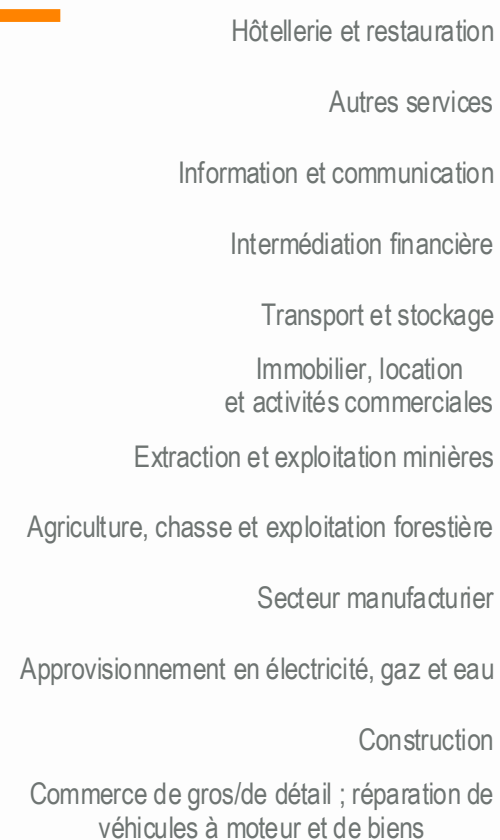 Hôtellerie et restauration
Autres services
Information et communication
Intermédiation financière
Transport et stockage
Immobilier, location
et activités commerciales
Extraction et exploitation minières
Agriculture, chasse et exploitation forestière
Secteur manufacturier
Approvisionnement en électricité, gaz et eau
Construction
Commerce de gros/de détail ; réparation de
véhicules à moteur et de biens